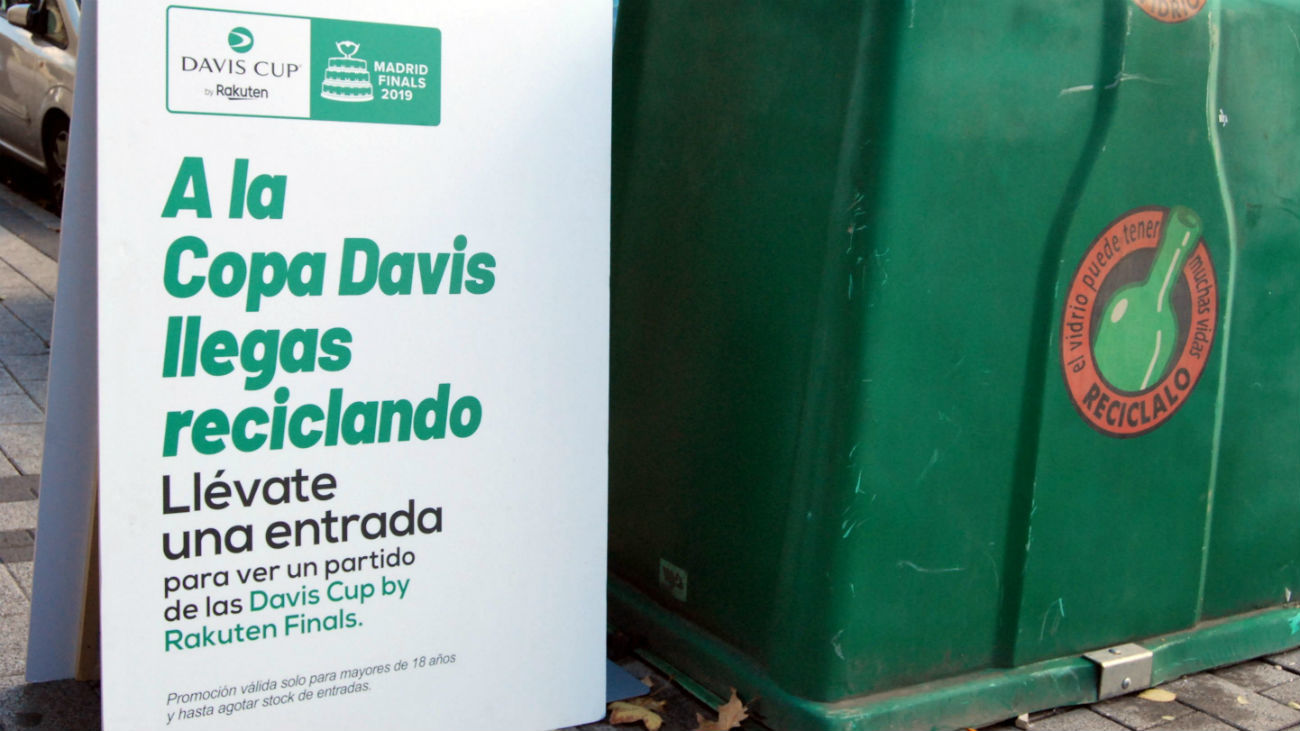 DAVIS CUP
by Rakuten
MADRID
FINALS
2019
A la
Copa Davis
llegas
reciclando
Llévate
una entrada
para ver un partido
de las Davis Cup by
Rakuten Finals.
Promoción válida solo para mayores de 18 años
y hasta agotar stock de entradas.
VIDRIO
el vidrio puede tener muchas vidas
RECICLALO